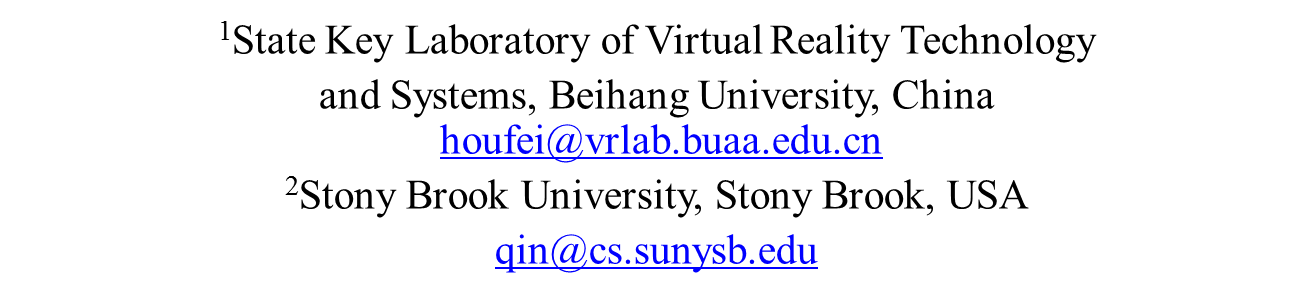 ¹State Key Laboratory of Virtual Reality Technology
and Systems, Beihang University, China
houfei@vrlab.buaa.edu.cn
²Stony Brook University, Stony Brook, USA
qin@cs.sunysb.edu